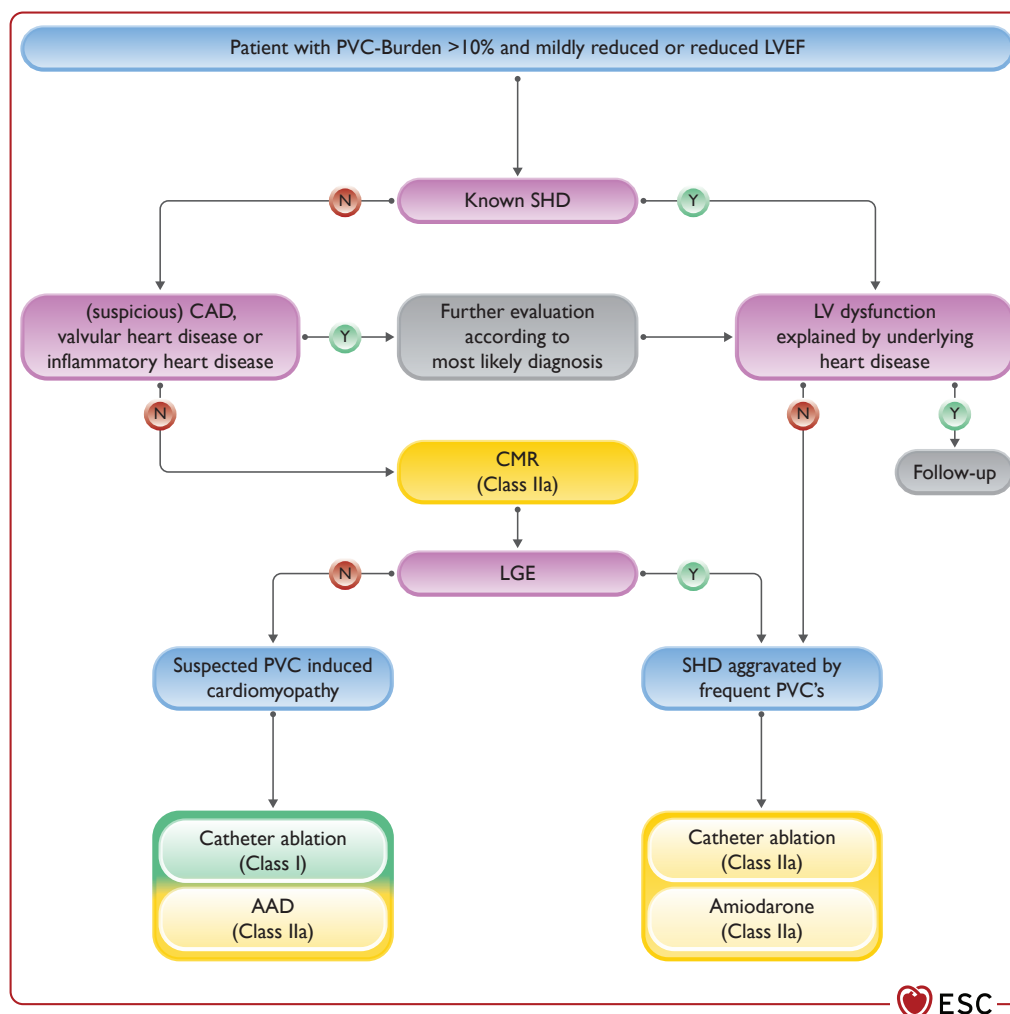 Patient with PVC-Burden >10% and mildly reduced or reduced LVEF
N
Known SHD
Y
(suspicious) CAD,
valvular heart disease or
inflammatory heart disease
Y
Further evaluation
according to
most likely diagnosis
LV dysfunction
explained by underlying
heart disease
N
N
Y
CMR
(Class IIa)
Follow-up
N
LGE
Y
Suspected PVC induced
cardiomyopathy
SHD aggravated by
frequent PVC's
Catheter ablation
(Class I)
AAD
(Class IIa)
Catheter ablation
(Class IIa)
Amiodarone
(Class IIa)
ESC